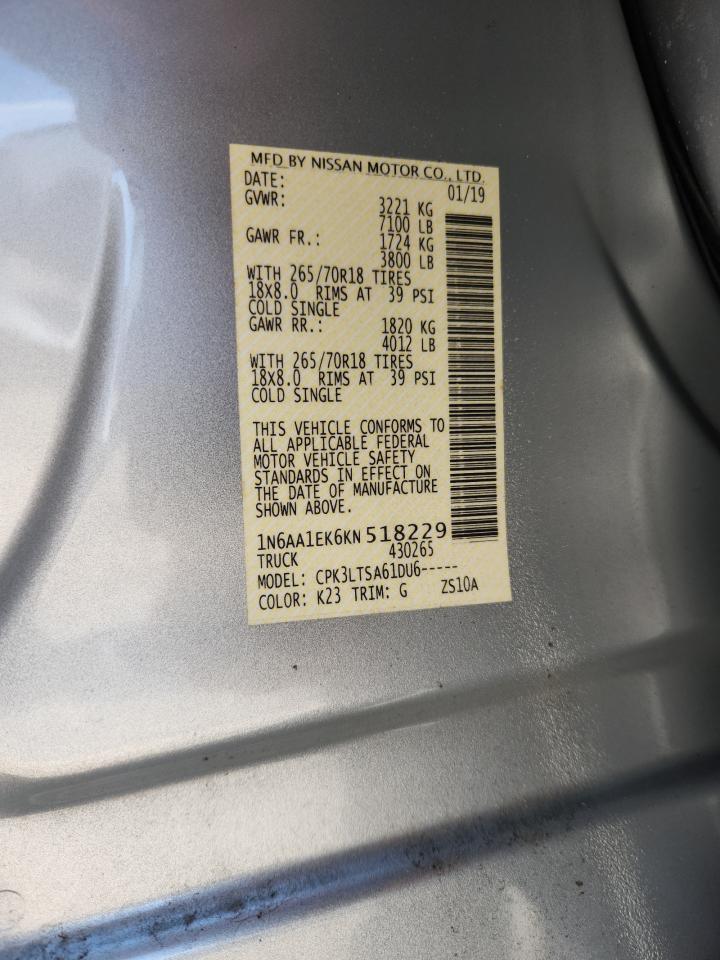 MFD BY NISSAN MOTOR CO., LTD.
DATE: 01/19
GVWR: 3221 KG
7100 LB
GAWR FR.: 1724 KG
3800 LB
WITH 265/70R18 TIRES
18X8.0 RIMS AT 39 PSI
COLD SINGLE
GAWR RR.: 1820 KG
4012 LB
WITH 265/70R18 TIRES
18X8.0 RIMS AT 39 PSI
COLD SINGLE
THIS VEHICLE CONFORMS TO
ALL APPLICABLE FEDERAL
MOTOR VEHICLE SAFETY
STANDARDS IN EFFECT ON
THE DATE OF MANUFACTURE
SHOWN ABOVE.
1N6AA1EK6KN518229
TRUCK 430265
MODEL: CPK3LTSA61DU6-----
COLOR: K23 TRIM: G ZS10A